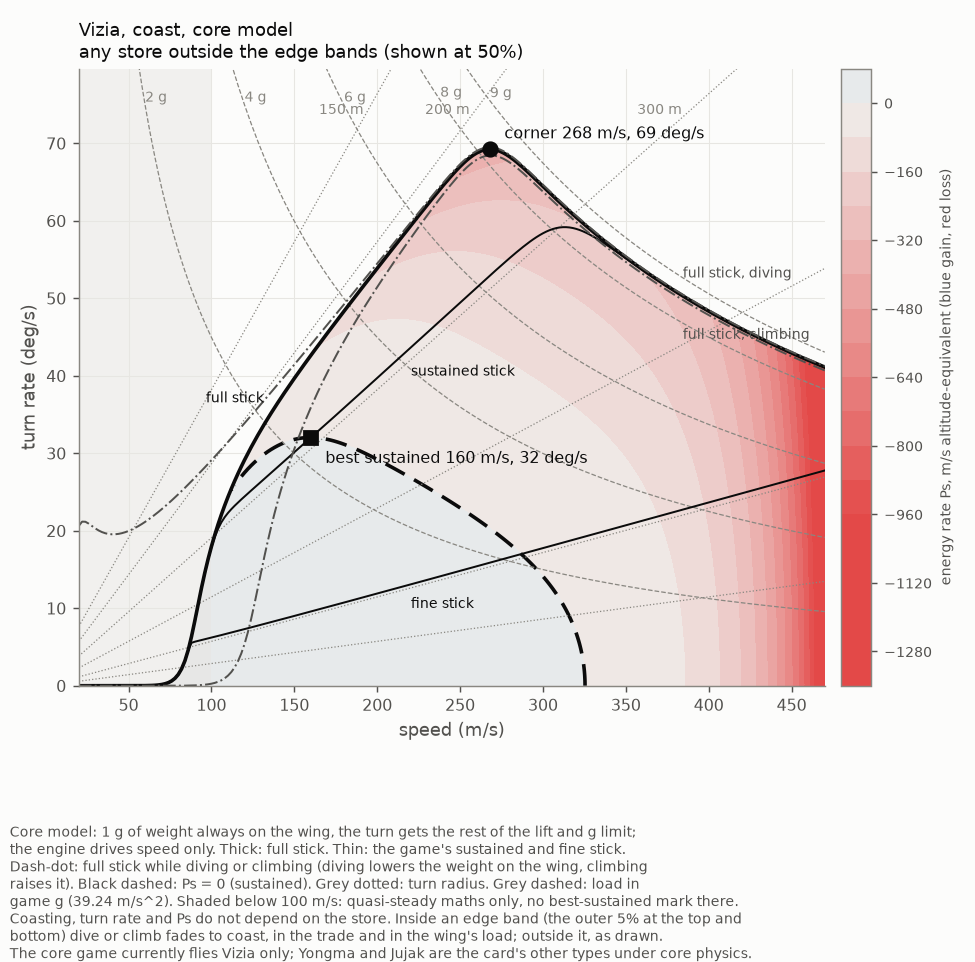 Vizia, coast, core model
any store outside the edge bands (shown at 50%)
2 g
4 g
6 g
8 g
9 g
150 m
200 m
300 m
corner 268 m/s, 69 deg/s
full stick, diving
full stick, climbing
sustained stick
full stick
best sustained 160 m/s, 32 deg/s
fine stick
turn rate (deg/s)
70
60
50
40
30
20
10
0
50
100
150
200
250
300
350
400
450
speed (m/s)
0
−160
−320
−480
−640
−800
−960
−1120
−1280
energy rate Ps, m/s altitude-equivalent (blue gain, red loss)
Core model: 1 g of weight always on the wing, the turn gets the rest of the lift and g limit;
the engine drives speed only. Thick: full stick. Thin: the game's sustained and fine stick.
Dash-dot: full stick while diving or climbing (diving lowers the weight on the wing, climbing
raises it). Black dashed: Ps = 0 (sustained). Grey dotted: turn radius. Grey dashed: load in
game g (39.24 m/s^2). Shaded below 100 m/s: quasi-steady maths only, no best-sustained mark there.
Coasting, turn rate and Ps do not depend on the store. Inside an edge band (the outer 5% at the top and
bottom) dive or climb fades to coast, in the trade and in the wing's load; outside it, as drawn.
The core game currently flies Vizia only; Yongma and Jujak are the card's other types under core physics.